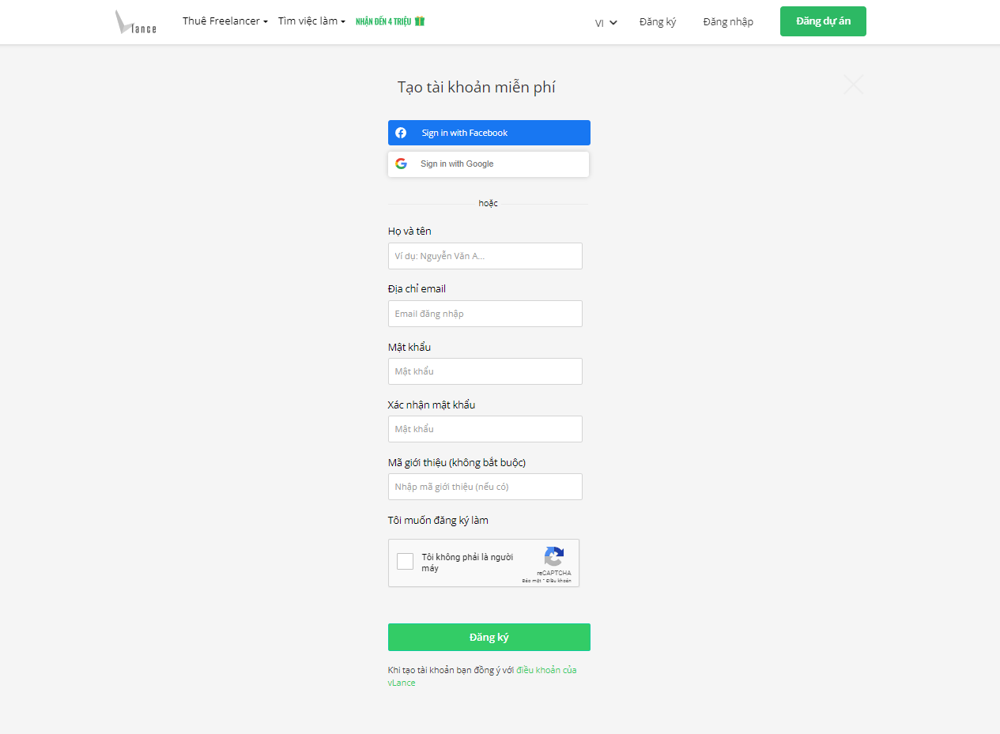 vlance
Thuê Freelancer Tìm việc làm NHẬN ĐẾN 4 TRIỆU VI Đăng ký Đăng nhập Đăng dự án
Tạo tài khoản miễn phí
Sign in with Facebook
Sign in with Google
hoặc
Họ và tên
Ví dụ: Nguyễn Văn A...
Địa chỉ email
Email đăng nhập
Mật khẩu
Mật khẩu
Xác nhận mật khẩu
Mật khẩu
Mã giới thiệu (không bắt buộc)
Nhập mã giới thiệu (nếu có)
Tôi muốn đăng ký làm
Tôi không phải là người
máy
reCAPTCHA
Bảo mật - Điều khoản
Đăng ký
Khi tạo tài khoản bạn đồng ý với điều khoản của
vLance